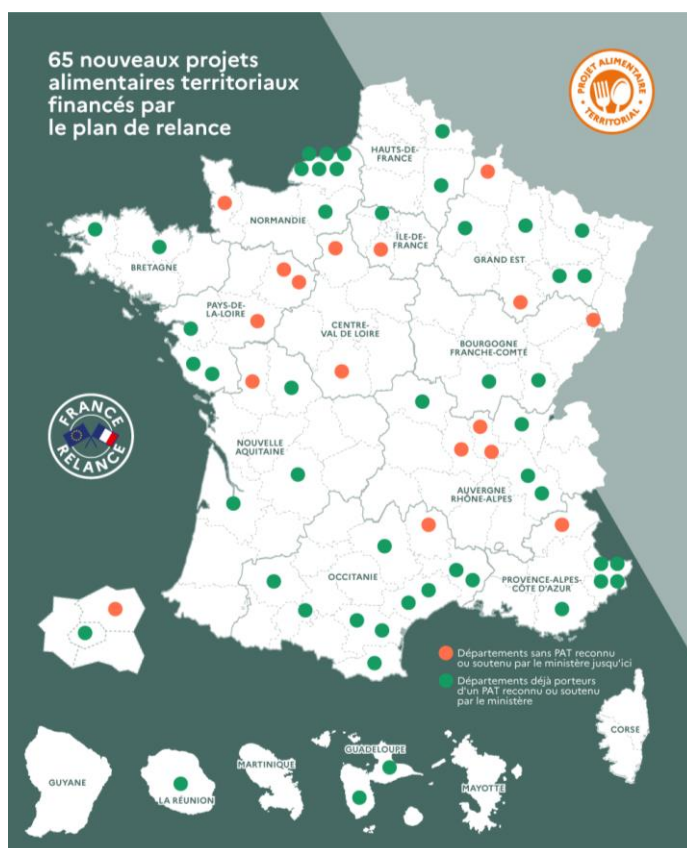 65 nouveaux projets
alimentaires territoriaux
financés par
le plan de relance
PROJET ALIMENTAIRE
TERRITORIAL
HAUTS-DE-
FRANCE
NORMANDIE
ÎLE-DE-
FRANCE
GRAND EST
BRETAGNE
PAYS-DE-
LA-LOIRE
CENTRE-
VAL DE LOIRE
BOURGOGNE
FRANCHE-COMTÉ
FRANCE
RELANCE
NOUVELLE
AQUITAINE
AUVERGNE
RHÔNE-ALPES
OCCITANIE
PROVENCE-ALPES-
CÔTE D'AZUR
Départements sans PAT reconnu
ou soutenu par le ministère jusqu'ici
Départements déjà porteurs
d'un PAT reconnu ou soutenu
par le ministère
CORSE
GUYANE
LA RÉUNION
MARTINIQUE
GUADELOUPE
MAYOTTE